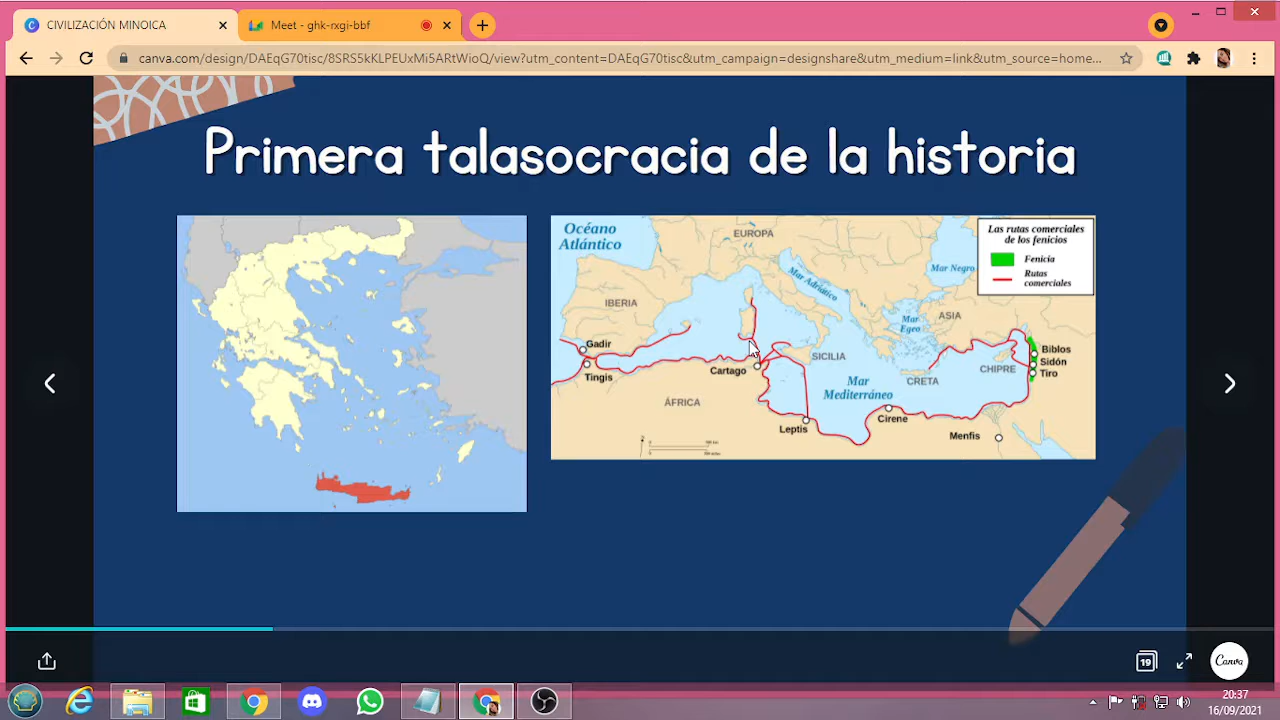 CIVILIZACIÓN MINOICA
Meet - ghk-rxgi-bbf
canva.com/design/DAEqG70tisc/8SRS5kKLPEUxMi5ARtWioQ/view?utm_content=DAEqG70tisc&utm_campaign=designshare&utm_medium=link&utm_source=home...
Primera talasocracia de la historia
Océano
Atlántico
EUROPA
Las rutas comerciales
de los fenicios
Fenicia
Rutas
comerciales
Mar Negro
Mar Adriático
IBERIA
Mar
Egeo
ASIA
Gadir
Tingis
Cartago
SICILIA
CRETA
CHIPRE
Biblos
Sidón
Tiro
Mar
Mediterráneo
ÁFRICA
Leptis
Cirene
Menfis
19
Canva
20:37
16/09/2021